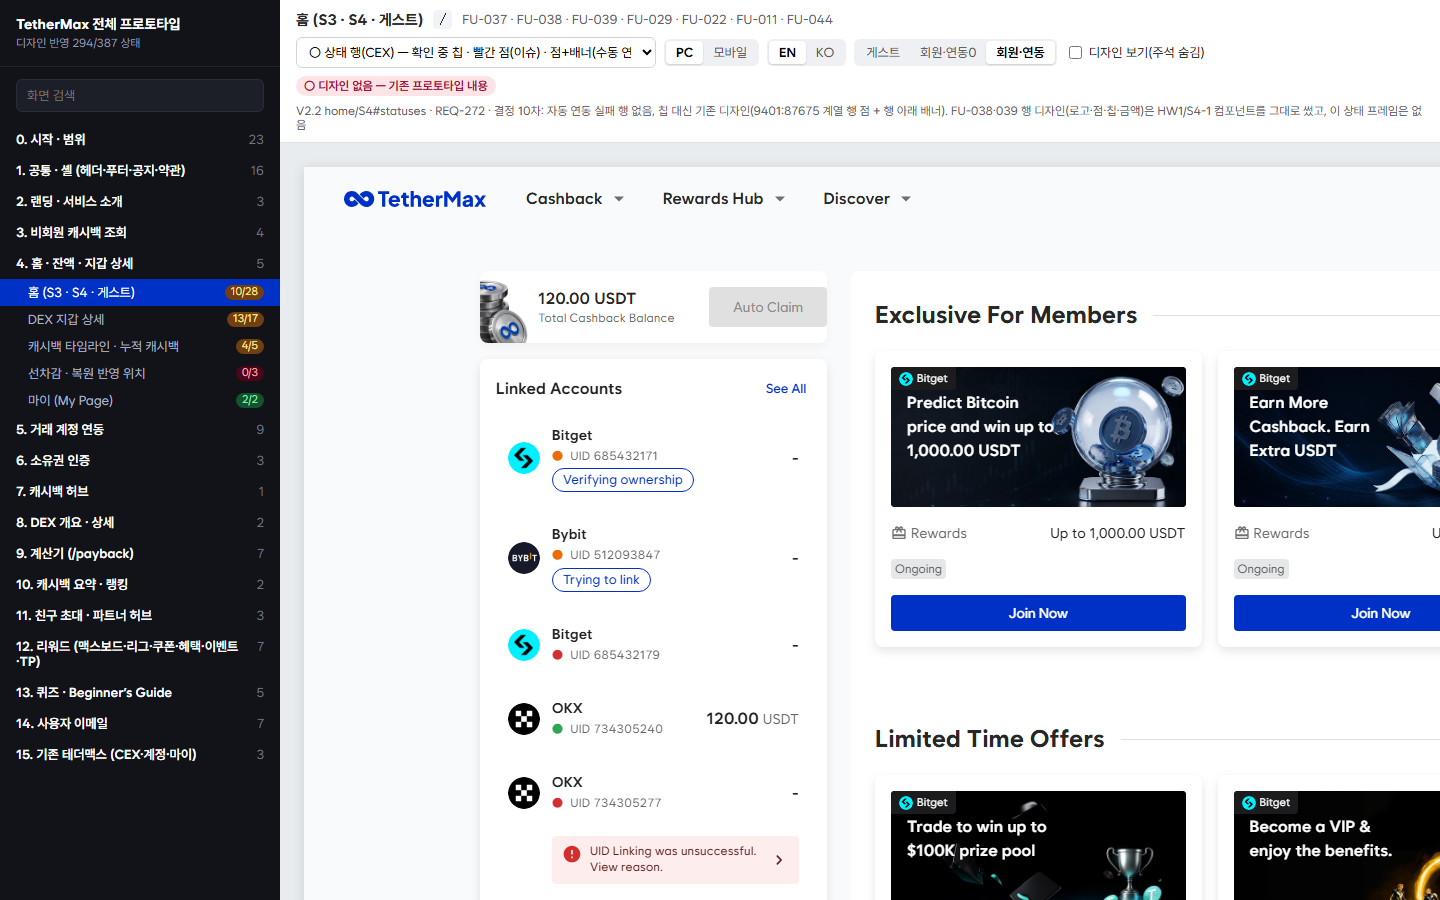 TetherMax 전체 프로토타입
디자인 반영 294/387 상태
화면 검색
0. 시작 · 범위 23
1. 공통 · 셸 (헤더·푸터·공지·약관) 16
2. 랜딩 · 서비스 소개 3
3. 비회원 캐시백 조회 4
4. 홈 · 잔액 · 지갑 상세 5
홈 (S3 · S4 · 게스트) 10/28
DEX 지갑 상세 13/17
캐시백 타임라인 · 누적 캐시백 4/5
선차감 · 복원 반영 위치 0/3
마이 (My Page) 2/2
5. 거래 계정 연동 9
6. 소유권 인증 3
7. 캐시백 허브 1
8. DEX 개요 · 상세 2
9. 계산기 (/payback) 7
10. 캐시백 요약 · 랭킹 2
11. 친구 초대 · 파트너 허브 3
12. 리워드 (맥스보드·리그·쿠폰·혜택·이벤트 7
·TP)
13. 퀴즈 · Beginner's Guide 5
14. 사용자 이메일 7
15. 기존 테더맥스 (CEX·계정·마이) 3
홈 (S3 · S4 · 게스트) / FU-037 · FU-038 · FU-039 · FU-029 · FU-022 · FU-011 · FU-044
○ 상태 행(CEX) — 확인 중 칩 · 빨간 점(이슈) · 점+배너(수동 연 PC 모바일 EN KO 게스트 회원·연동0 회원·연동 디자인 보기(주석 숨김)
○ 디자인 없음 — 기존 프로토타입 내용
V2.2 home/S4#statuses · REQ-272 · 결정 10차: 자동 연동 실패 행 없음, 칩 대신 기존 디자인(9401:87675 계열 행 점 + 행 아래 배너). FU-038·039 행 디자인(로고·점·칩·금액)은 HW1/S4-1 컴포넌트를 그대로 썼고, 이 상태 프레임은 없
음
TetherMax Cashback Rewards Hub Discover
120.00 USDT
Total Cashback Balance
Auto Claim
Linked Accounts See All
Bitget
UID 685432171 -
Verifying ownership
Bybit
BYBIT
UID 512093847 -
Trying to link
Bitget
UID 685432179 -
OKX
UID 734305240 120.00 USDT
OKX
UID 734305277 -
UID Linking was unsuccessful.
View reason.
Exclusive For Members
Bitget
Predict Bitcoin
price and win up to
1,000.00 USDT
Rewards Up to 1,000.00 USDT
Ongoing
Join Now
Bitget
Earn More
Cashback. Earn
Extra USDT
Rewards U
Ongoing
Join Now
Limited Time Offers
Bitget
Trade to win up to
$100K prize pool
Bitget
Become a VIP &
enjoy the benefits.